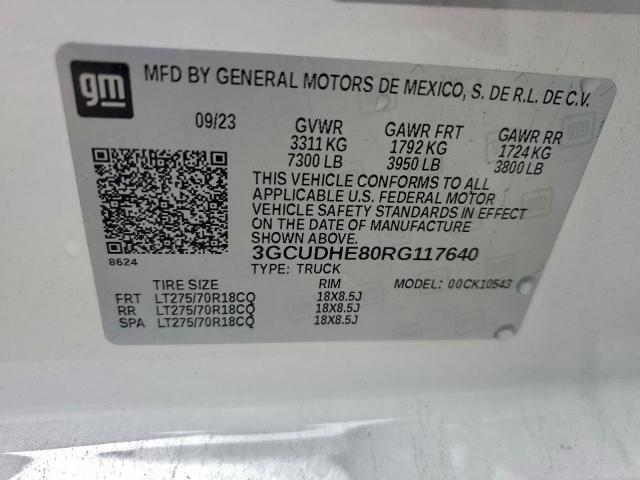 gm
MFD BY GENERAL MOTORS DE MEXICO, S. DE R.L. DE C.V.
09/23 GVWR GAWR FRT GAWR RR
3311 KG 1792 KG 1724 KG
7300 LB 3950 LB 3800 LB
THIS VEHICLE CONFORMS TO ALL
APPLICABLE U.S. FEDERAL MOTOR
VEHICLE SAFETY STANDARDS IN EFFECT
ON THE DATE OF MANUFACTURE
SHOWN ABOVE.
8624 3GCUDHE80RG117640
TYPE: TRUCK MODEL: 00CK10543
TIRE SIZE RIM
FRT LT275/70R18CQ 18X8.5J
RR LT275/70R18CQ 18X8.5J
SPA LT275/70R18CQ 18X8.5J